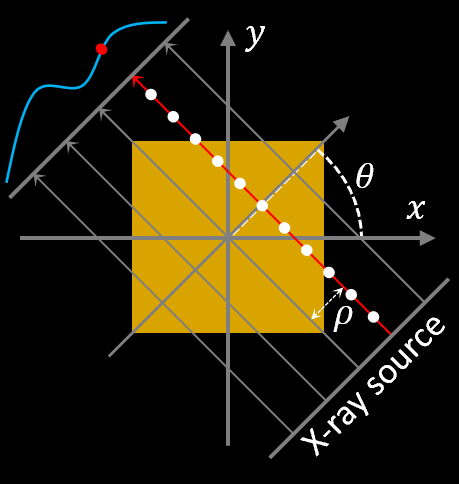 y
θ
x
ρ
X-ray source